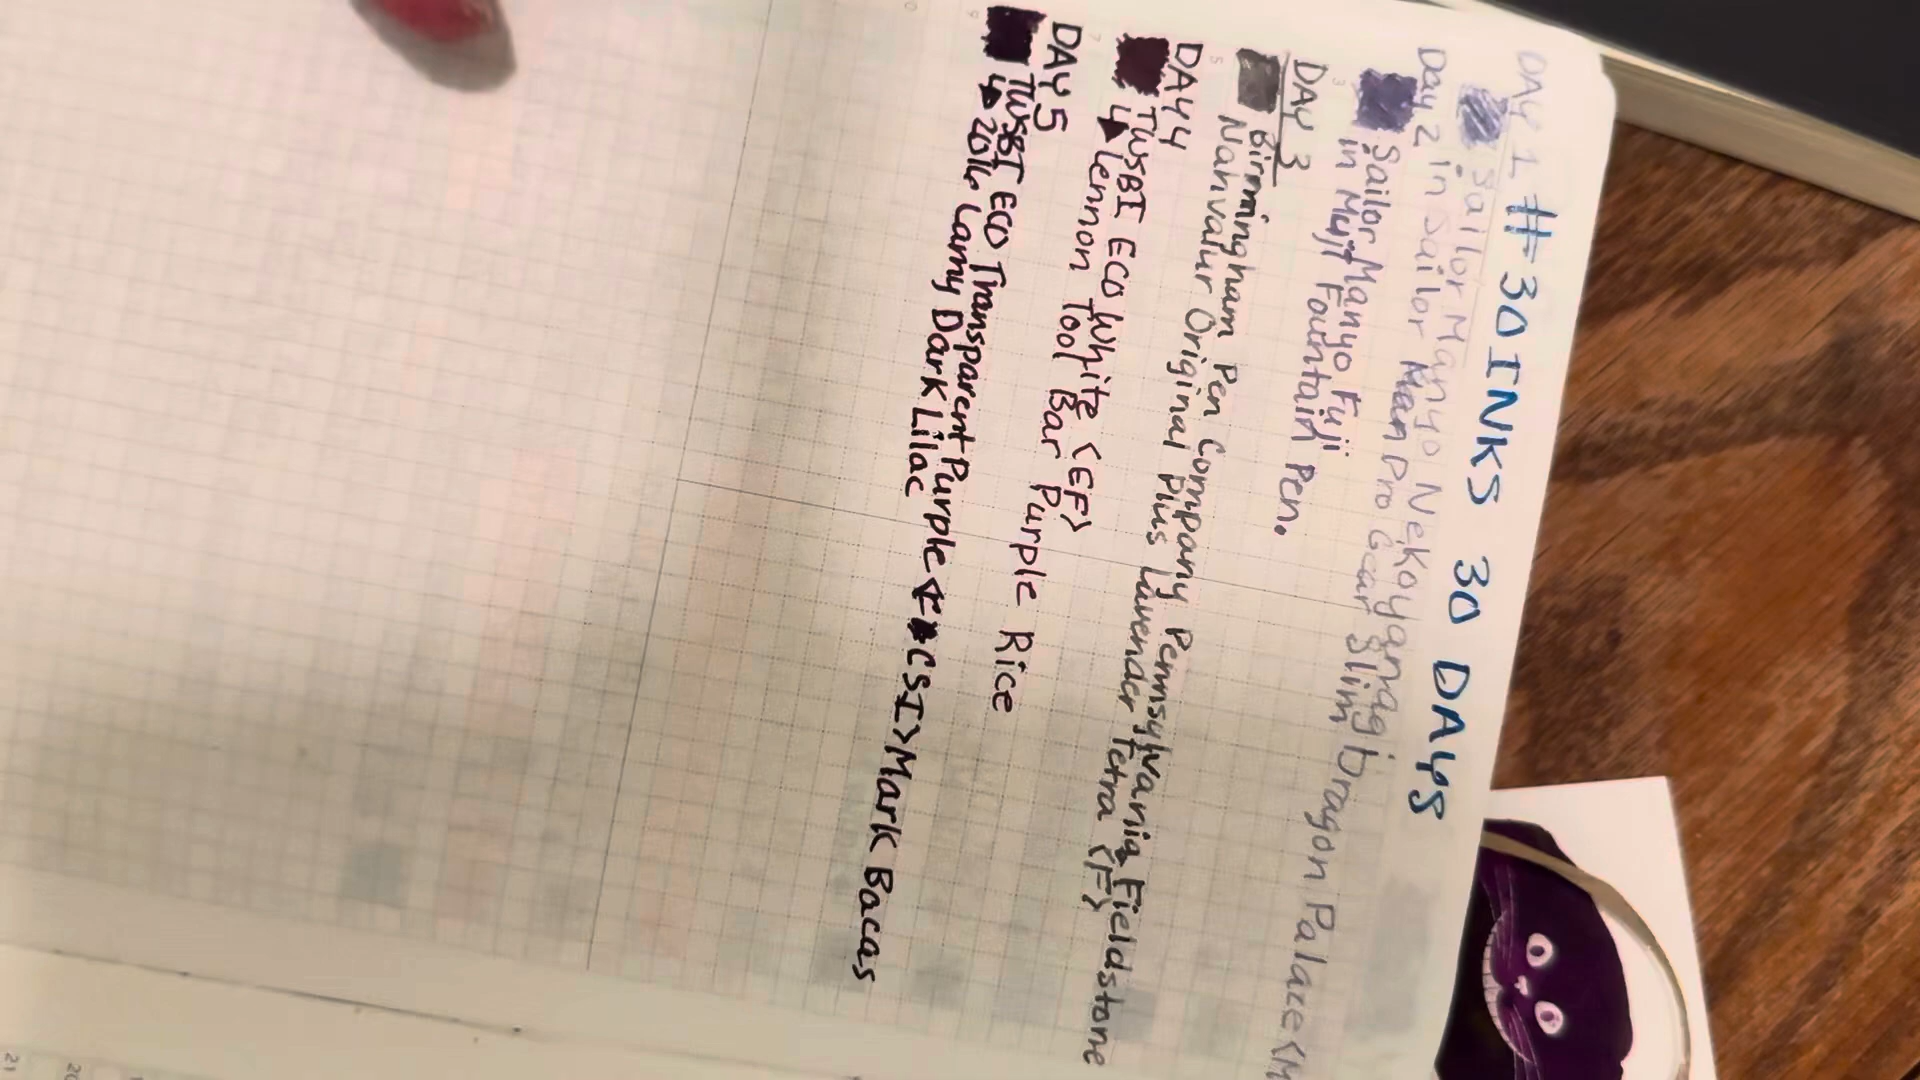 #30INKS 30 DAYS
DAY 1
Sailor Manyo Nekoyanagi
in Sailor Pro Gear Slim Dragon Palace <M
Day 2
Sailor Manyo Fuji
in Muji Fountain Pen.
DAY 3
Birmingham Pen Company Pennsylvania Fieldstone
Nahvalur Original Plus Lavender Tetra <F>
DAY 4
TWSBI ECO White <EF>
Lennon Tool Bar Purple Rice
DAY 5
TWSBI ECO Transparent Purple <CSI> Mark Bacas
2016 Lamy Dark Lilac
20
21